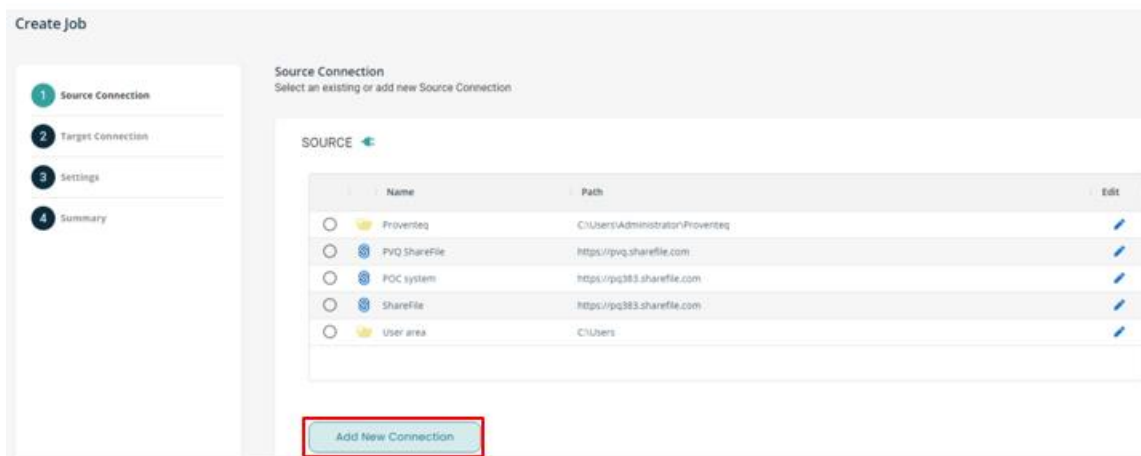 Create Job
1 Source Connection
2 Target Connection
3 Settings
4 Summary
Source Connection
Select an existing or add new Source Connection
SOURCE
Name Path Edit
Proventeq C:\Users\Administrator\Proventeq
PVQ ShareFile https://pvq.sharefile.com
POC system https://pq383.sharefile.com
ShareFile https://pq383.sharefile.com
User area C:\Users
Add New Connection